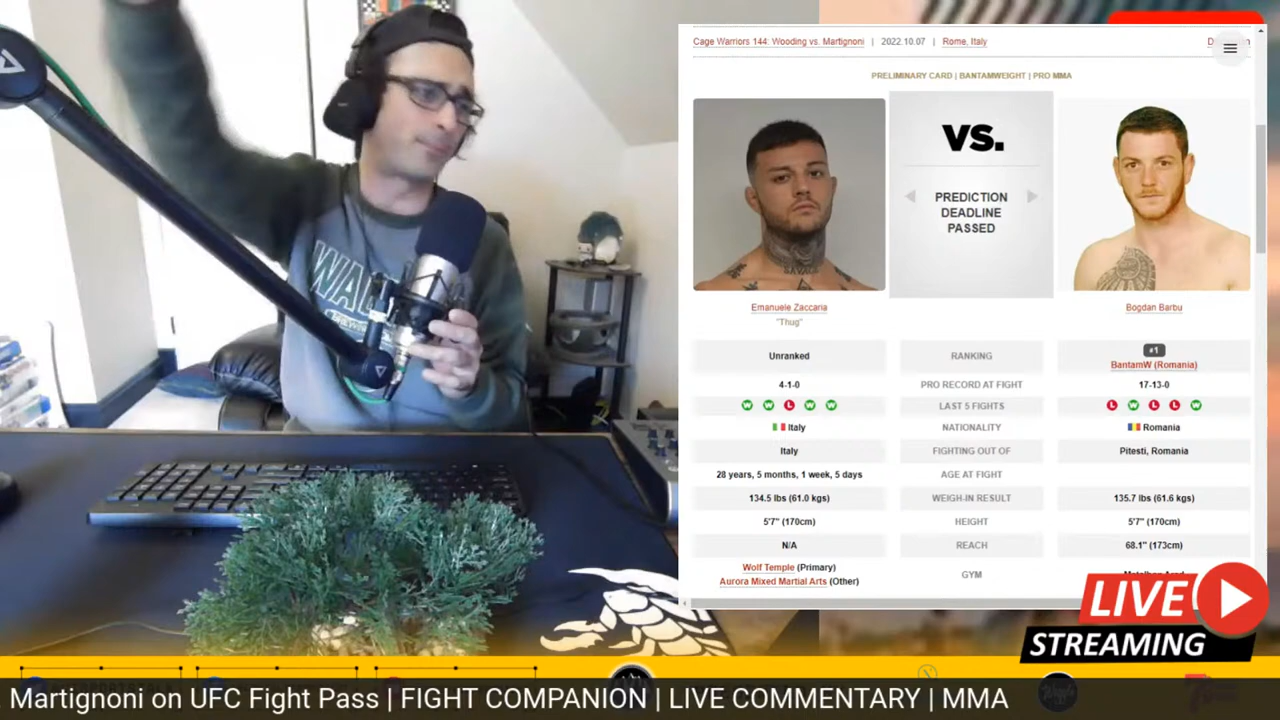 Cage Warriors 144: Wooding vs. Martignoni | 2022.10.07 | Rome, Italy
PRELIMINARY CARD | BANTAMWEIGHT | PRO MMA
VS.
PREDICTION
DEADLINE
PASSED
SAVAGE
Emanuele Zaccaria
"Thug"
Bogdan Barbu
Unranked
RANKING
#1
BantamW (Romania)
4-1-0
PRO RECORD AT FIGHT
17-13-0
W W L W W
LAST 5 FIGHTS
L W L L W
Italy
NATIONALITY
Romania
Italy
FIGHTING OUT OF
Pitesti, Romania
28 years, 5 months, 1 week, 5 days
AGE AT FIGHT
134.5 lbs (61.0 kgs)
WEIGH-IN RESULT
135.7 lbs (61.6 kgs)
5'7" (170cm)
HEIGHT
5'7" (170cm)
N/A
REACH
68.1" (173cm)
Wolf Temple (Primary)
Aurora Mixed Martial Arts (Other)
GYM
LIVE
STREAMING
Martignoni on UFC Fight Pass | FIGHT COMPANION | LIVE COMMENTARY | MMA